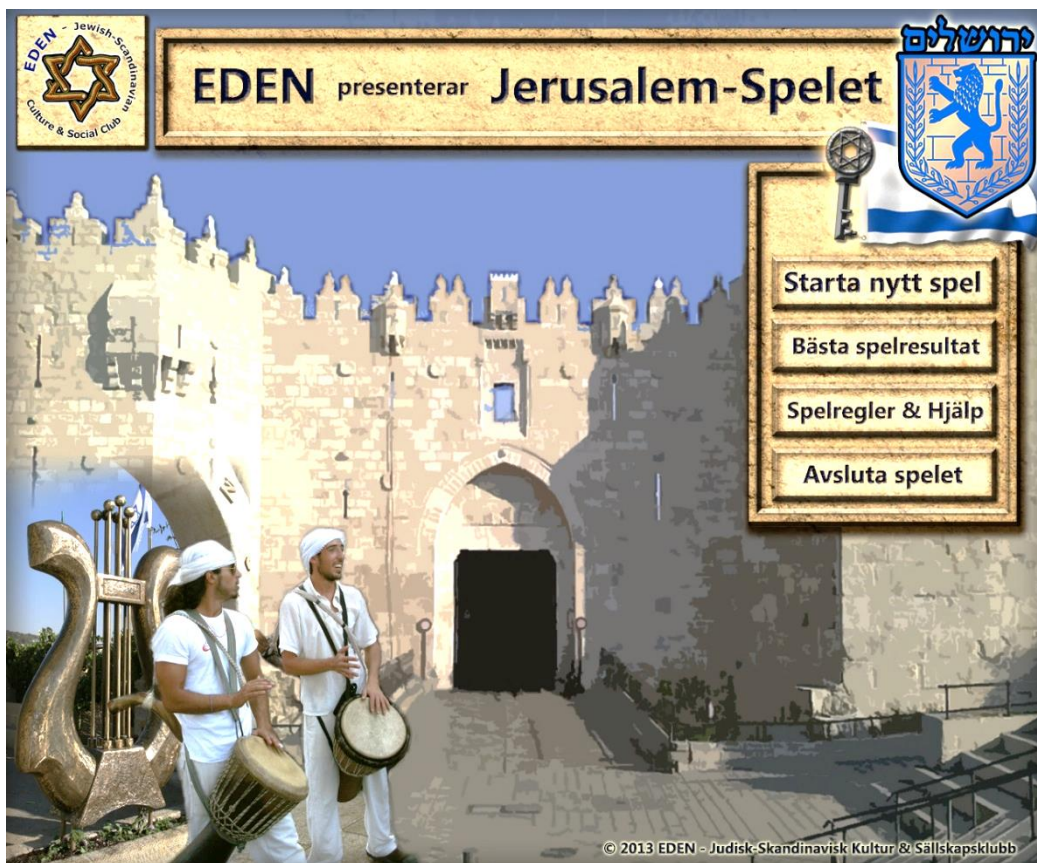 EDEN - Jewish-Scandinavian
Culture & Social Club
EDEN presenterar Jerusalem-Spelet
ירושלים
Starta nytt spel
Bästa spelresultat
Spelregler & Hjälp
Avsluta spelet
© 2013 EDEN - Judisk-Skandinavisk Kultur & Sällskapsklubb